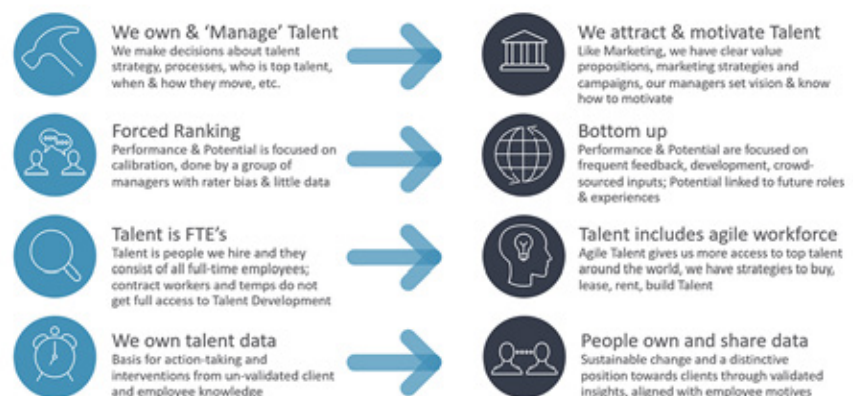 We own & 'Manage' Talent
We make decisions about talent
strategy, processes, who is top talent,
when & how they move, etc.
We attract & motivate Talent
Like Marketing, we have clear value
propositions, marketing strategies and
campaigns, our managers set vision & know
how to motivate
Forced Ranking
Performance & Potential is focused on
calibration, done by a group of
managers with rater bias & little data
Bottom up
Performance & Potential are focused on
frequent feedback, development, crowd-
sourced inputs; Potential linked to future roles
& experiences
Talent is FTE's
Talent is people we hire and they
consist of all full-time employees;
contract workers and temps do not
get full access to Talent Development
Talent includes agile workforce
Agile Talent gives us more access to top talent
around the world, we have strategies to buy,
lease, rent, build Talent
We own talent data
Basis for action-taking and
interventions from un-validated client
and employee knowledge
People own and share data
Sustainable change and a distinctive
position towards clients through validated
insights, aligned with employee motives